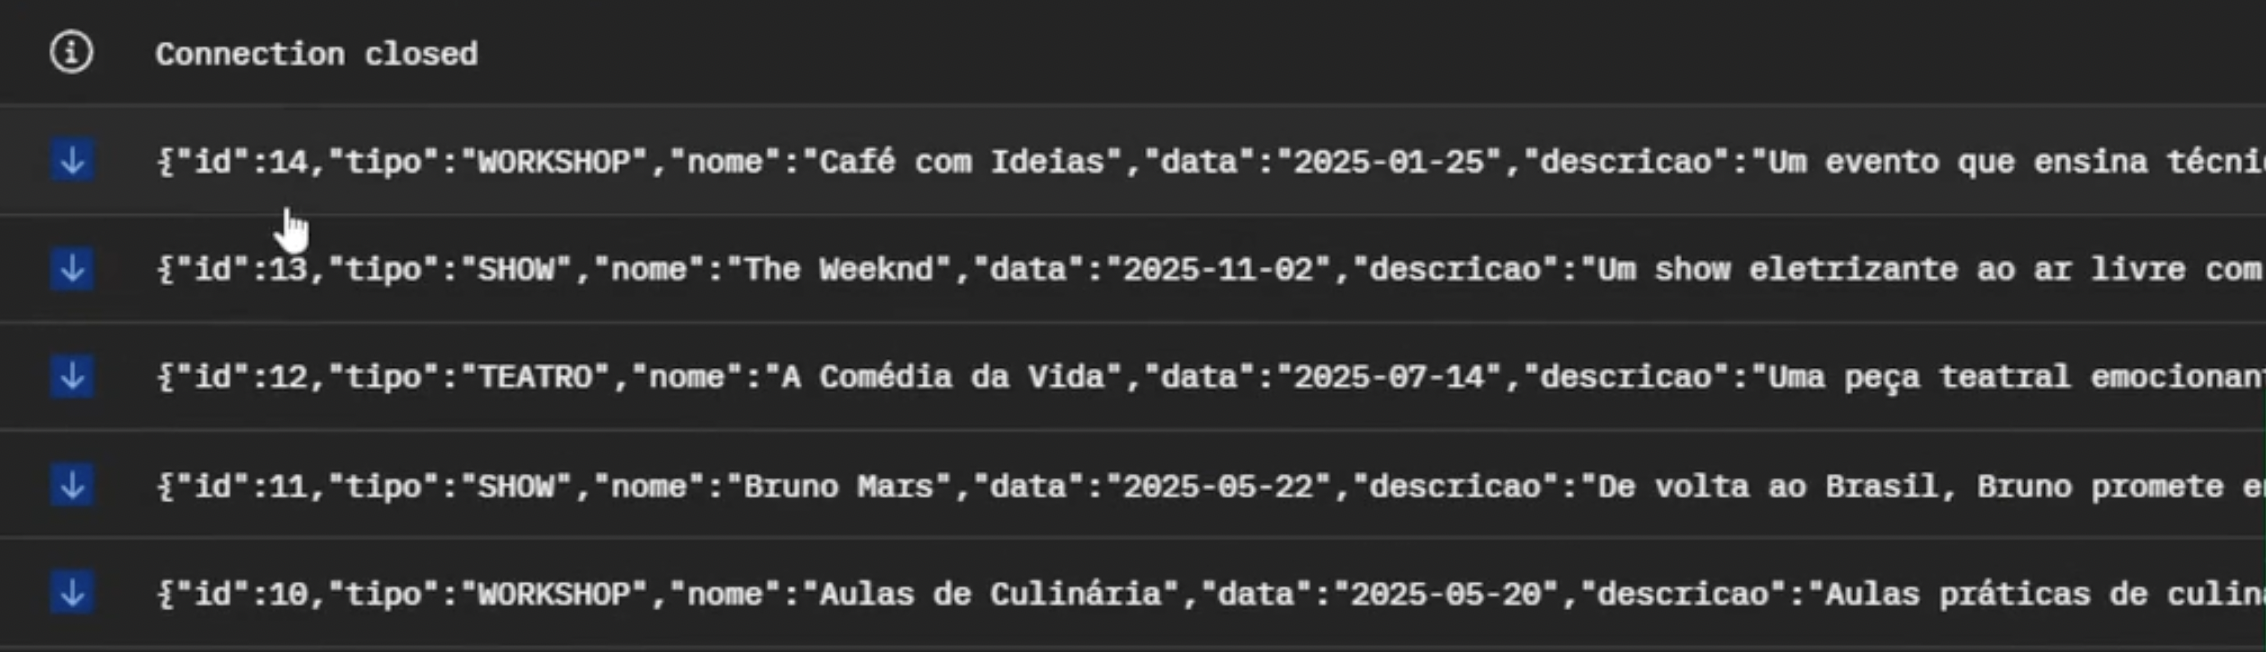 Connection closed
{"id":14,"tipo":"WORKSHOP","nome":"Café com Ideias","data":"2025-01-25","descricao":"Um evento que ensina
{"id":13,"tipo":"SHOW","nome":"The Weeknd","data":"2025-11-02","descricao":"Um show eletrizante ao ar livre com
{"id":12,"tipo":"TEATRO","nome":"A Comédia da Vida","data":"2025-07-14","descricao":"Uma peça teatral
{"id":11,"tipo":"SHOW","nome":"Bruno Mars","data":"2025-05-22","descricao":"De volta ao Brasil, Bruno promete
{"id":10,"tipo":"WORKSHOP","nome":"Aulas de Culinária","data":"2025-05-20","descricao":"Aulas práticas de